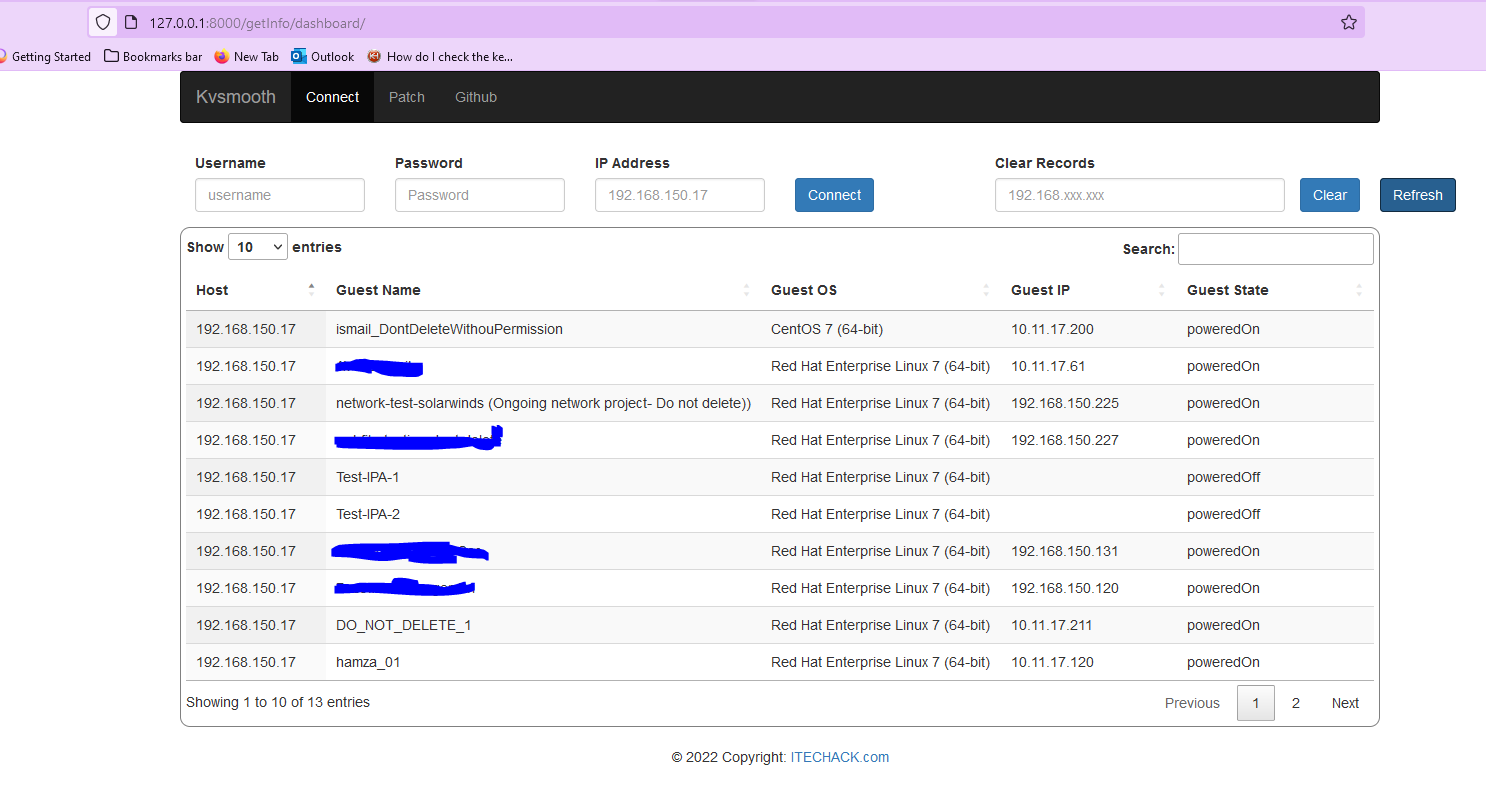 127.0.0.1:8000/getInfo/dashboard/
Getting Started Bookmarks bar New Tab Outlook How do I check the ke...
Kvsmooth Connect Patch Github
Username Password IP Address Clear Records
username Password 192.168.150.17 Connect 192.168.xxx.xxx Clear Refresh
Show 10 entries Search:
Host Guest Name Guest OS Guest IP Guest State
192.168.150.17 ismail_DontDeleteWithouPermission CentOS 7 (64-bit) 10.11.17.200 poweredOn
192.168.150.17 Red Hat Enterprise Linux 7 (64-bit) 10.11.17.61 poweredOn
192.168.150.17 network-test-solarwinds (Ongoing network project- Do not delete)) Red Hat Enterprise Linux 7 (64-bit) 192.168.150.225 poweredOn
192.168.150.17 Red Hat Enterprise Linux 7 (64-bit) 192.168.150.227 poweredOn
192.168.150.17 Test-IPA-1 Red Hat Enterprise Linux 7 (64-bit) poweredOff
192.168.150.17 Test-IPA-2 Red Hat Enterprise Linux 7 (64-bit) poweredOff
192.168.150.17 Red Hat Enterprise Linux 7 (64-bit) 192.168.150.131 poweredOn
192.168.150.17 Red Hat Enterprise Linux 7 (64-bit) 192.168.150.120 poweredOn
192.168.150.17 DO_NOT_DELETE_1 Red Hat Enterprise Linux 7 (64-bit) 10.11.17.211 poweredOn
192.168.150.17 hamza_01 Red Hat Enterprise Linux 7 (64-bit) 10.11.17.120 poweredOn
Showing 1 to 10 of 13 entries Previous 1 2 Next
© 2022 Copyright: ITECHACK.com